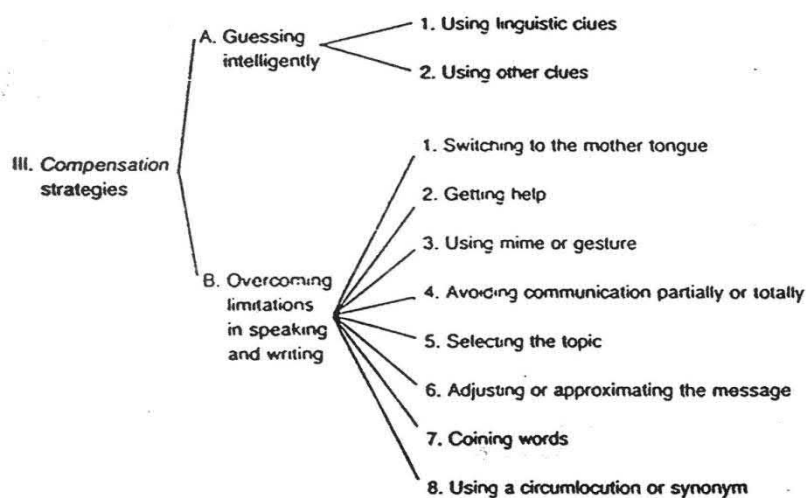 III. Compensation
strategies
A. Guessing
intelligently
1. Using linguistic clues
2. Using other clues
B. Overcoming
limitations
in speaking
and writing
1. Switching to the mother tongue
2. Getting help
3. Using mime or gesture
4. Avoiding communication partially or totally
5. Selecting the topic
6. Adjusting or approximating the message
7. Coining words
8. Using a circumlocution or synonym